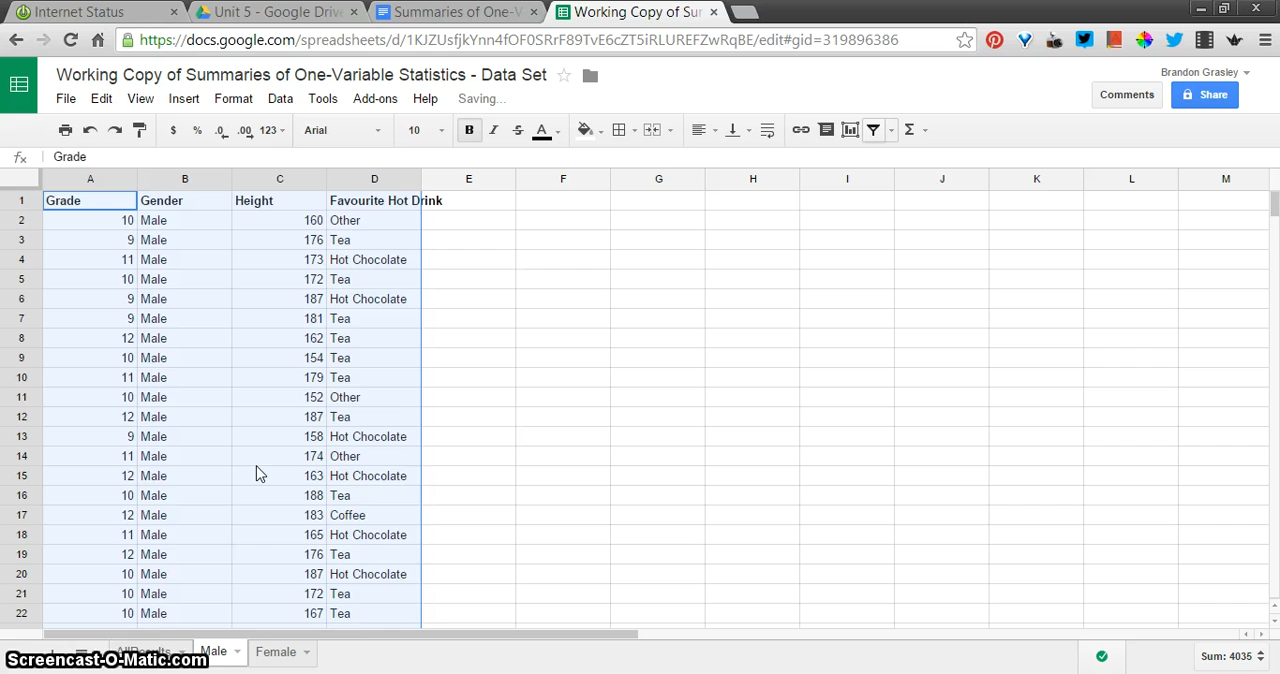 Internet Status × Unit 5 - Google Drive × Summaries of One-V × Working Copy of Sur ×
https://docs.google.com/spreadsheets/d/1KJZUsfjkYnn4fOF0SRrF89TvE6cZT5iRLUREFZwRqBE/edit#gid=319896386
Working Copy of Summaries of One-Variable Statistics - Data Set
Brandon Grasley
File Edit View Insert Format Data Tools Add-ons Help Saving...
Comments Share
$ % .0 .00 123 Arial 10 B I S A Σ
fx Grade
A B C D E F G H I J K L M
1 Grade Gender Height Favourite Hot Drink
2 10 Male 160 Other
3 9 Male 176 Tea
4 11 Male 173 Hot Chocolate
5 10 Male 172 Tea
6 9 Male 187 Hot Chocolate
7 9 Male 181 Tea
8 12 Male 162 Tea
9 10 Male 154 Tea
10 11 Male 179 Tea
11 10 Male 152 Other
12 12 Male 187 Tea
13 9 Male 158 Hot Chocolate
14 11 Male 174 Other
15 12 Male 163 Hot Chocolate
16 10 Male 188 Tea
17 12 Male 183 Coffee
18 11 Male 165 Hot Chocolate
19 12 Male 176 Tea
20 10 Male 187 Hot Chocolate
21 10 Male 172 Tea
22 10 Male 167 Tea
AllResults Male Female
Sum: 4035
Screencast-O-Matic.com